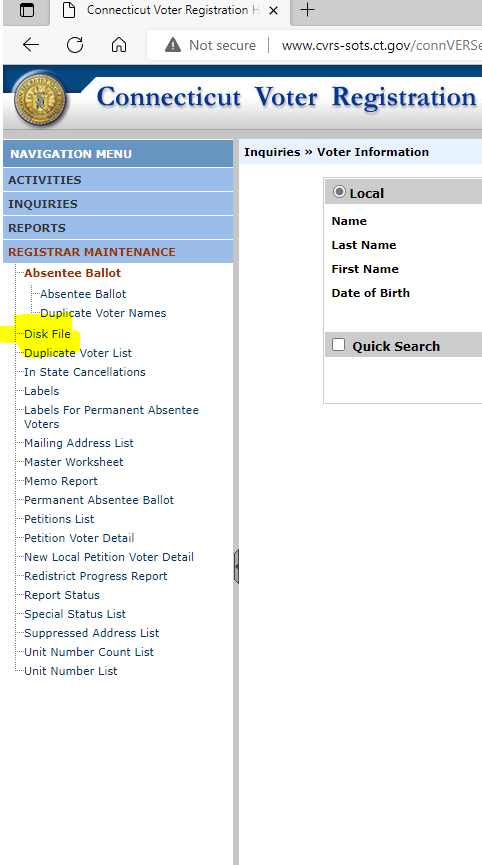 Connecticut Voter Registration H
Not secure | www.cvrs-sots.ct.gov/connVERSe
Connecticut Voter Registration
NAVIGATION MENU
ACTIVITIES
INQUIRIES
REPORTS
REGISTRAR MAINTENANCE
Absentee Ballot
Absentee Ballot
Duplicate Voter Names
Disk File
Duplicate Voter List
In State Cancellations
Labels
Labels For Permanent Absentee
Voters
Mailing Address List
Master Worksheet
Memo Report
Permanent Absentee Ballot
Petitions List
Petition Voter Detail
New Local Petition Voter Detail
Redistrict Progress Report
Report Status
Special Status List
Suppressed Address List
Unit Number Count List
Unit Number List
Inquiries » Voter Information
Local
Name
Last Name
First Name
Date of Birth
Quick Search